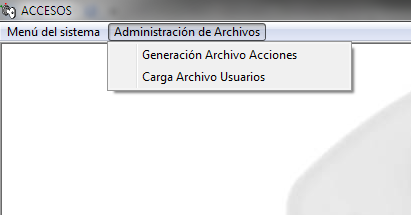 ACCESOS
Menú del sistema Administración de Archivos
Generación Archivo Acciones
Carga Archivo Usuarios